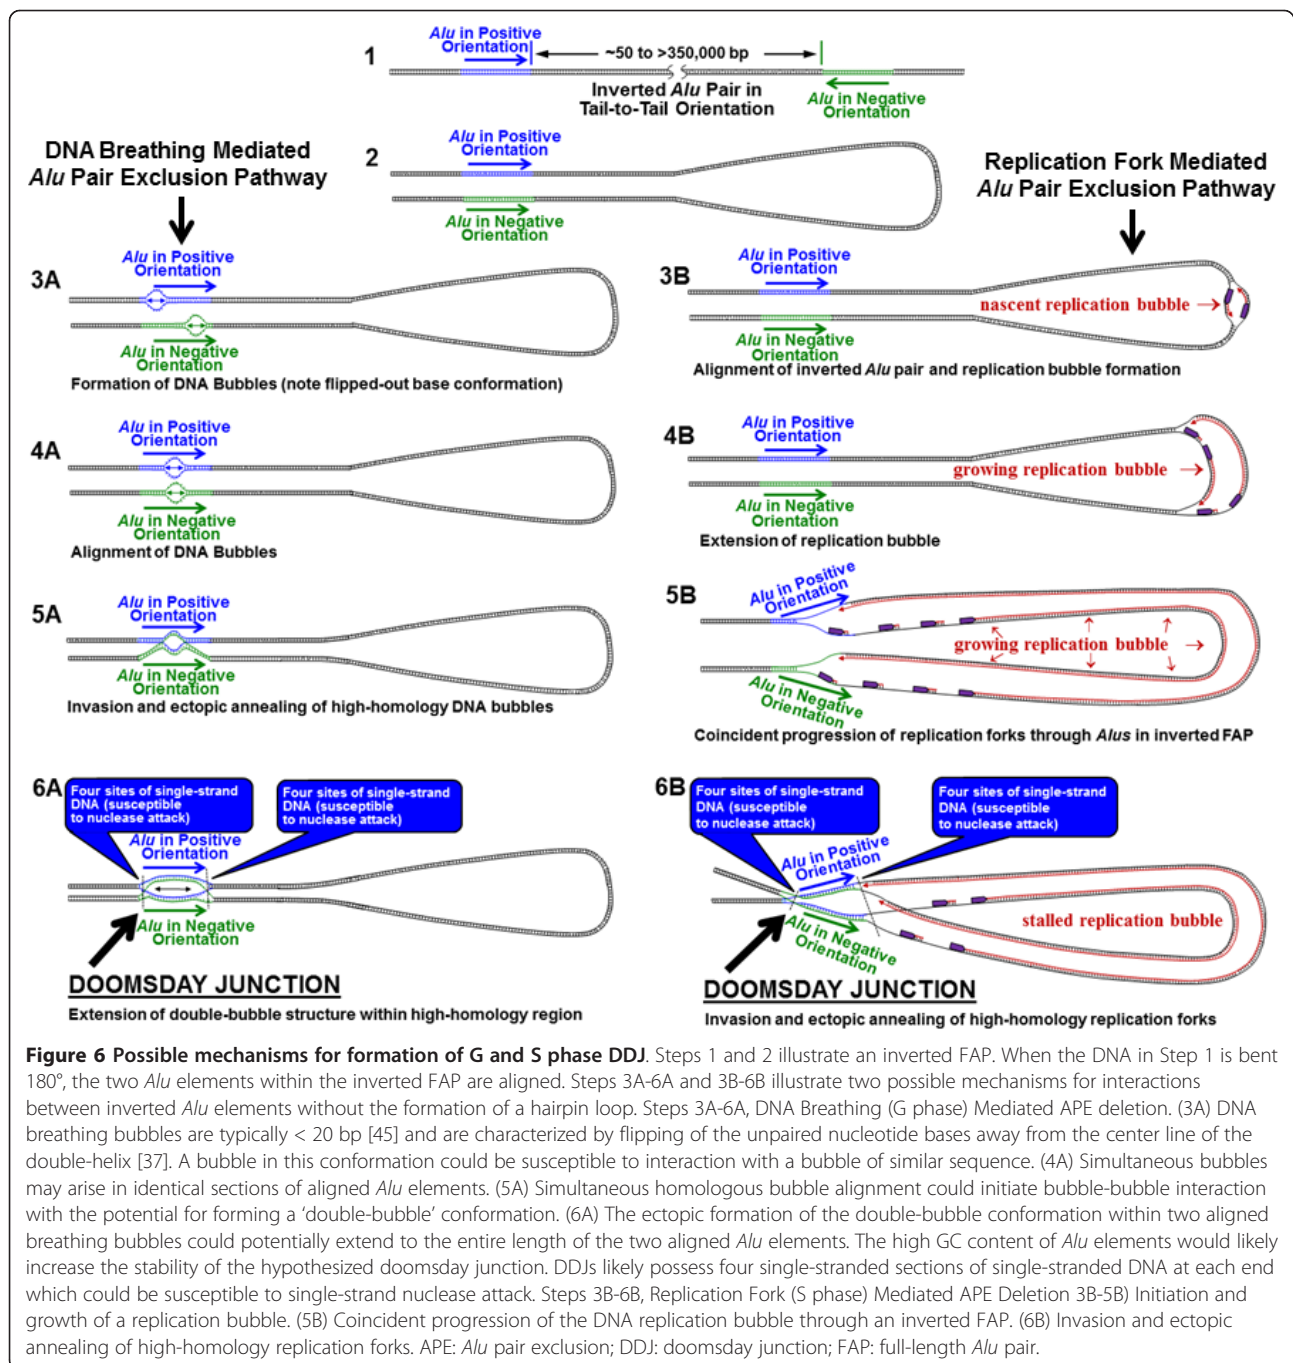 Alu in Positive
Orientation
1
~50 to >350,000 bp
Inverted Alu Pair in
Tail-to-Tail Orientation
Alu in Negative
Orientation
DNA Breathing Mediated
Alu Pair Exclusion Pathway
2
Alu in Positive
Orientation
Alu in Negative
Orientation
Replication Fork Mediated
Alu Pair Exclusion Pathway
3A
Alu in Positive
Orientation
Alu in Negative
Orientation
Formation of DNA Bubbles (note flipped-out base conformation)
3B
Alu in Positive
Orientation
nascent replication bubble
Alu in Negative
Orientation
Alignment of inverted Alu pair and replication bubble formation
4A
Alu in Positive
Orientation
Alu in Negative
Orientation
Alignment of DNA Bubbles
4B
Alu in Positive
Orientation
growing replication bubble
Alu in Negative
Orientation
Extension of replication bubble
5A
Alu in Positive
Orientation
Alu in Negative
Orientation
Invasion and ectopic annealing of high-homology DNA bubbles
5B
Alu in Positive
Orientation
growing replication bubble
Alu in Negative
Orientation
Coincident progression of replication forks through Alus in inverted FAP
6A
Four sites of single-strand
DNA (susceptible
to nuclease attack)
Four sites of single-strand
DNA (susceptible
to nuclease attack)
Alu in Positive
Orientation
Alu in Negative
Orientation
DOOMSDAY JUNCTION
Extension of double-bubble structure within high-homology region
6B
Four sites of single-strand
DNA (susceptible
to nuclease attack)
Four sites of single-strand
DNA (susceptible
to nuclease attack)
Alu in Positive
Orientation
stalled replication bubble
Alu in Negative
Orientation
DOOMSDAY JUNCTION
Invasion and ectopic annealing of high-homology replication forks
Figure 6 Possible mechanisms for formation of G and S phase DDJ. Steps 1 and 2 illustrate an inverted FAP. When the DNA in Step 1 is bent
180°, the two Alu elements within the inverted FAP are aligned. Steps 3A-6A and 3B-6B illustrate two possible mechanisms for interactions
between inverted Alu elements without the formation of a hairpin loop. Steps 3A-6A, DNA Breathing (G phase) Mediated APE deletion. (3A) DNA
breathing bubbles are typically < 20 bp [45] and are characterized by flipping of the unpaired nucleotide bases away from the center line of the
double-helix [37]. A bubble in this conformation could be susceptible to interaction with a bubble of similar sequence. (4A) Simultaneous bubbles
may arise in identical sections of aligned Alu elements. (5A) Simultaneous homologous bubble alignment could initiate bubble-bubble interaction
with the potential for forming a ‘double-bubble’ conformation. (6A) The ectopic formation of the double-bubble conformation within two aligned
breathing bubbles could potentially extend to the entire length of the two aligned Alu elements. The high GC content of Alu elements would likely
increase the stability of the hypothesized doomsday junction. DDJs likely possess four single-stranded sections of single-stranded DNA at each end
which could be susceptible to single-strand nuclease attack. Steps 3B-6B, Replication Fork (S phase) Mediated APE Deletion 3B-5B) Initiation and
growth of a replication bubble. (5B) Coincident progression of the DNA replication bubble through an inverted FAP. (6B) Invasion and ectopic
annealing of high-homology replication forks. APE: Alu pair exclusion; DDJ: doomsday junction; FAP: full-length Alu pair.